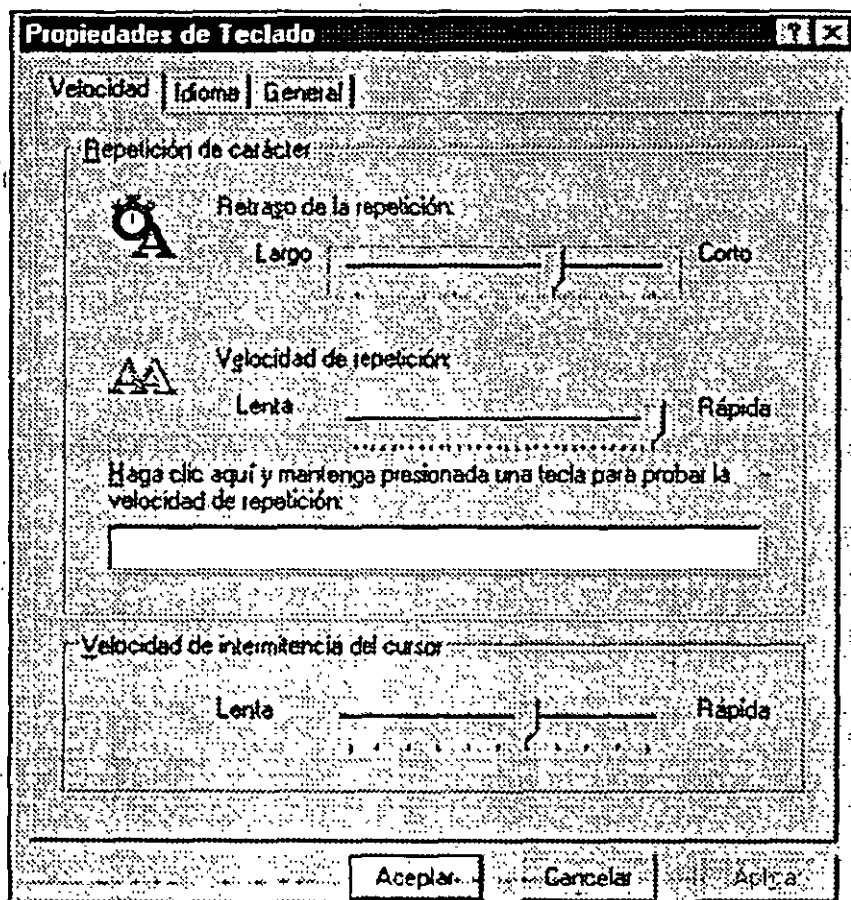 Propiedades de Teclado
Velocidad Idioma General
Repetición de carácter
Retraso de la repetición:
Largo Corto
Velocidad de repetición:
Lenta Rápida
Haga clic aquí y mantenga presionada una tecla para probar la
velocidad de repetición:
Velocidad de intermitencia del cursor
Lenta Rápida
Aceptar Cancelar Aplicar